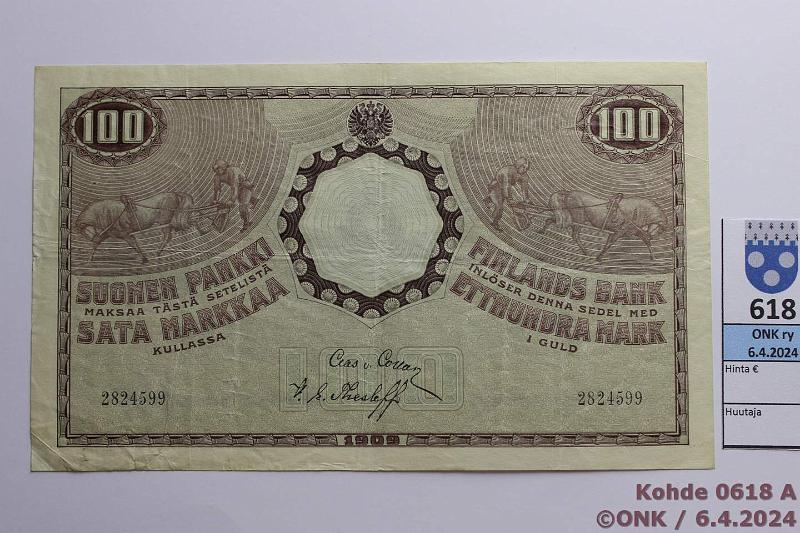 100
100
SUOMEN PANKKI
MAKSAA TÄSTÄ SETELISTÄ
SATA MARKKAA
KULLASSA
FINLANDS BANK
INLÖSER DENNA SEDEL MED
ETTHUNDRA MARK
I GULD
2824599
2824599
1909
618
ONK ry
6.4.2024
Hinta €
Huutaja
Kohde 0618 A
©ONK / 6.4.2024